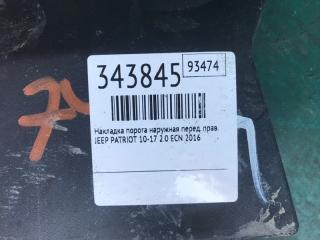 343845
93474
Накладка порога наружная перед. прав.
JEEP PATRIOT 10-17 2.0 ECN 2016